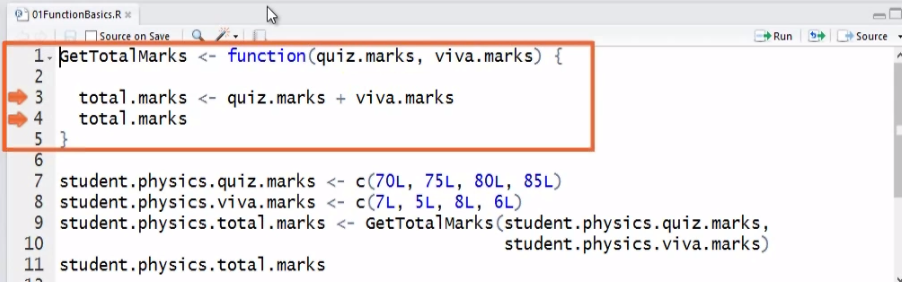 01FunctionBasics.R
Source on Save
Run
Source
1 GetTotalMarks <- function(quiz.marks, viva.marks) {
2
3 total.marks <- quiz.marks + viva.marks
4 total.marks
5 }
6
7 student.physics.quiz.marks <- c(70L, 75L, 80L, 85L)
8 student.physics.viva.marks <- c(7L, 5L, 8L, 6L)
9 student.physics.total.marks <- GetTotalMarks(student.physics.quiz.marks,
10 student.physics.viva.marks)
11 student.physics.total.marks